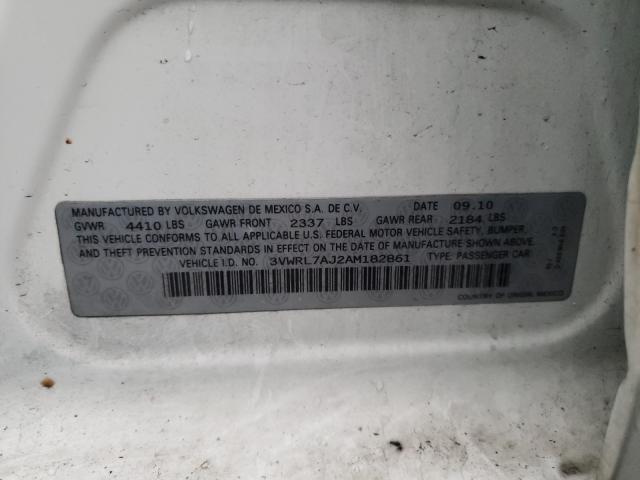 MANUFACTURED BY VOLKSWAGEN DE MEXICO S.A. DE C.V. DATE 09.10
GVWR 4410 LBS GAWR FRONT 2337 LBS GAWR REAR 2184 LBS
THIS VEHICLE CONFORMS TO ALL APPLICABLE U.S. FEDERAL MOTOR VEHICLE SAFETY, BUMPER,
AND THEFT PREVENTION STANDARDS IN EFFECT ON THE DATE OF MANUFACTURE SHOWN ABOVE.
VEHICLE I.D. NO. 3VWRL7AJ2AM182861 TYPE: PASSENGER CAR
COUNTRY OF ORIGIN: MEXICO